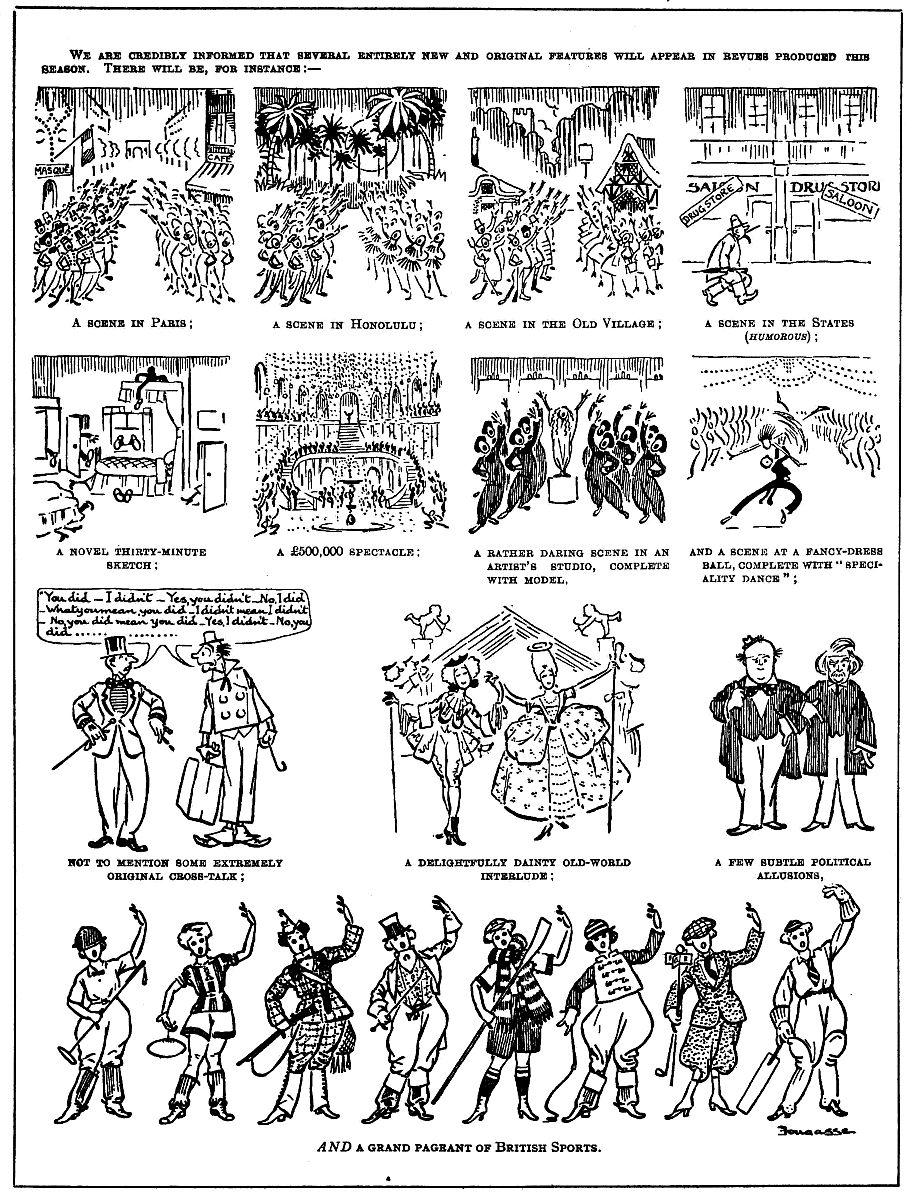 WE ARE CREDIBLY INFORMED THAT SEVERAL ENTIRELY NEW AND ORIGINAL FEATURES WILL APPEAR IN REVUES PRODUCED THIS
SEASON. THERE WILL BE, FOR INSTANCE:—
MASQUE
CAFÉ
SALOON
DRUG STORE
DRUG STORE
SALOON
A SCENE IN PARIS;
A SCENE IN HONOLULU;
A SCENE IN THE OLD VILLAGE;
A SCENE IN THE STATES
(HUMOROUS);
A NOVEL THIRTY-MINUTE
SKETCH;
A £500,000 SPECTACLE;
A RATHER DARING SCENE IN AN
ARTIST'S STUDIO, COMPLETE
WITH MODEL,
AND A SCENE AT A FANCY-DRESS
BALL, COMPLETE WITH "SPECI-
ALITY DANCE";
You did — I didn't — Yes, you didn't — No, I did
— What you mean, you did — I didn't mean I didn't
— No, you did mean you did — Yes, I didn't — No, you
did ..............
NOT TO MENTION SOME EXTREMELY
ORIGINAL CROSS-TALK;
A DELIGHTFULLY DAINTY OLD-WORLD
INTERLUDE;
A FEW SUBTLE POLITICAL
ALLUSIONS,
Fougasse
AND A GRAND PAGEANT OF BRITISH SPORTS.